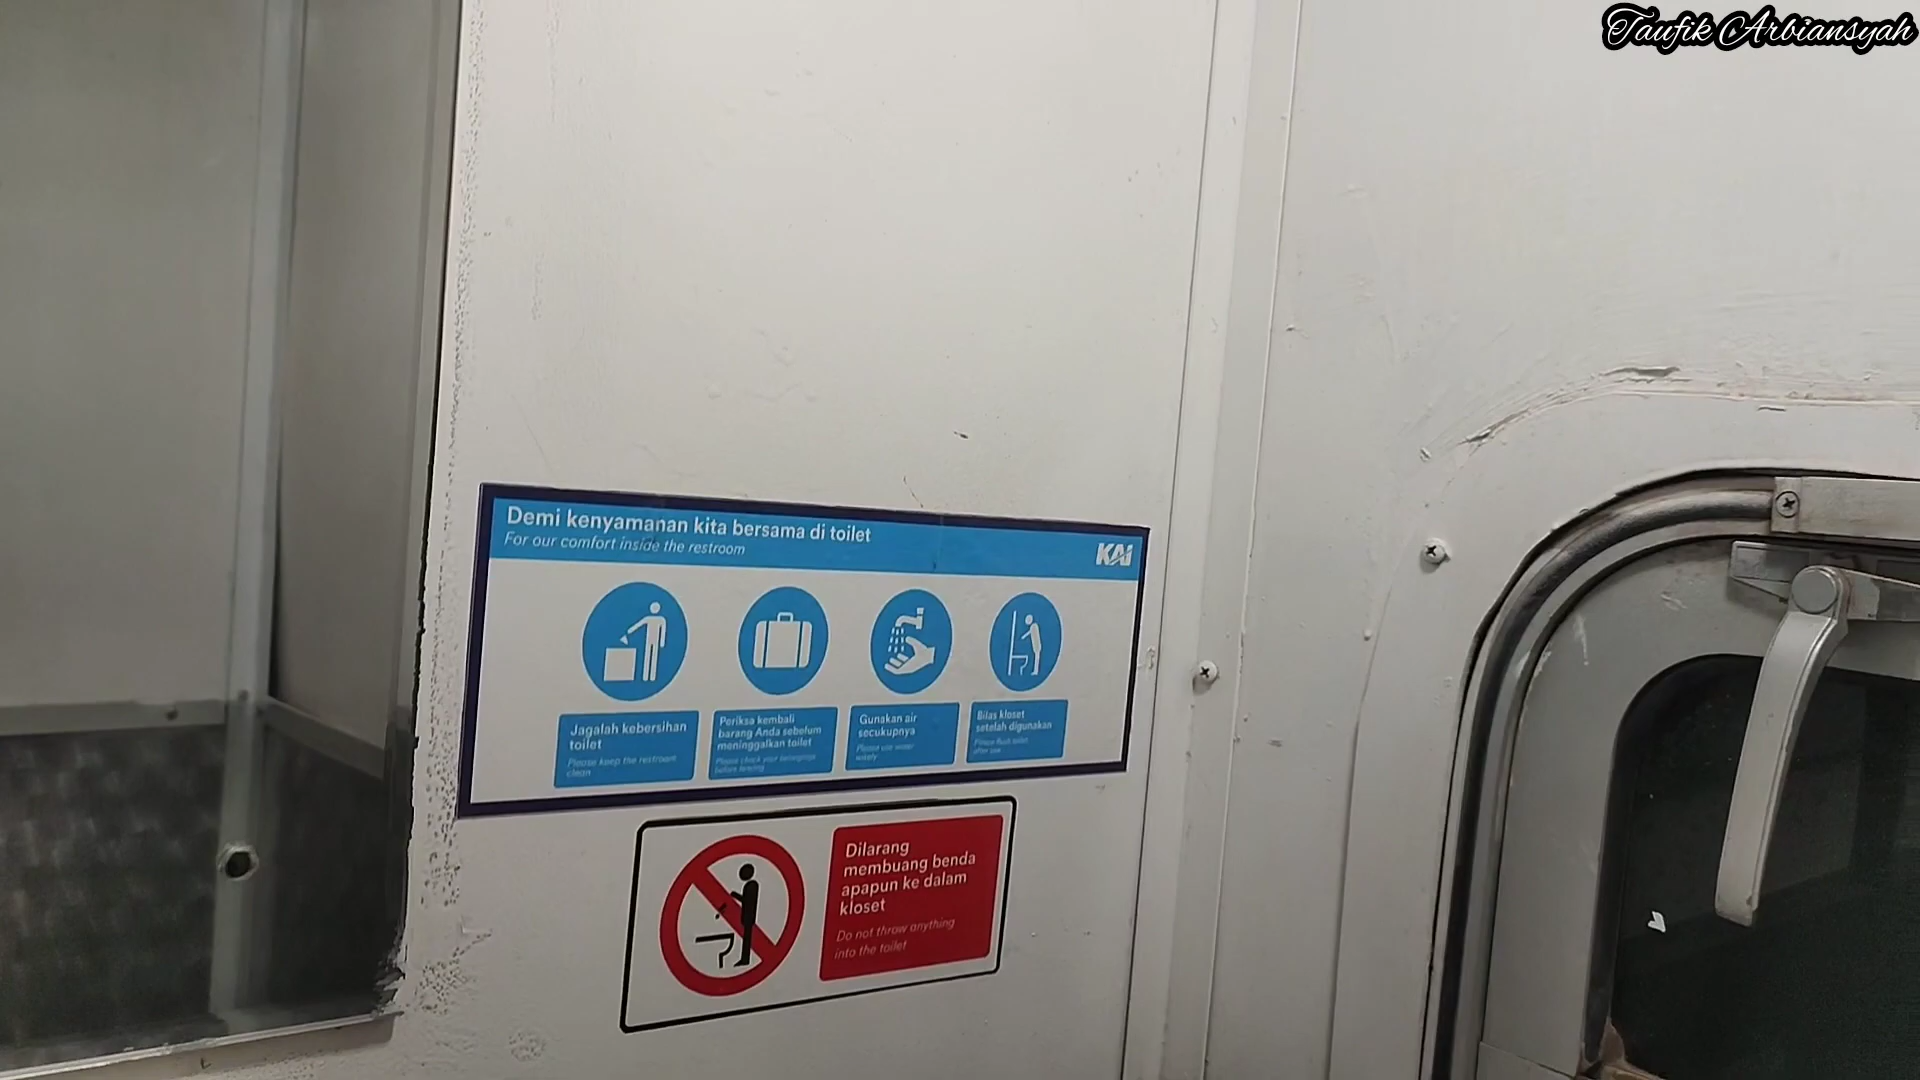 Taufik Arbiansyah
Demi kenyamanan kita bersama di toilet
For our comfort inside the restroom
KAI
Jagalah kebersihan
toilet
Please keep the restroom
clean
Periksa kembali
barang Anda sebelum
meninggalkan toilet
Please check your belongings
before leaving
Gunakan air
secukupnya
Please use water
wisely
Bilas kloset
setelah digunakan
Please flush toilet
after use
Dilarang
membuang benda
apapun ke dalam
kloset
Do not throw anything
into the toilet